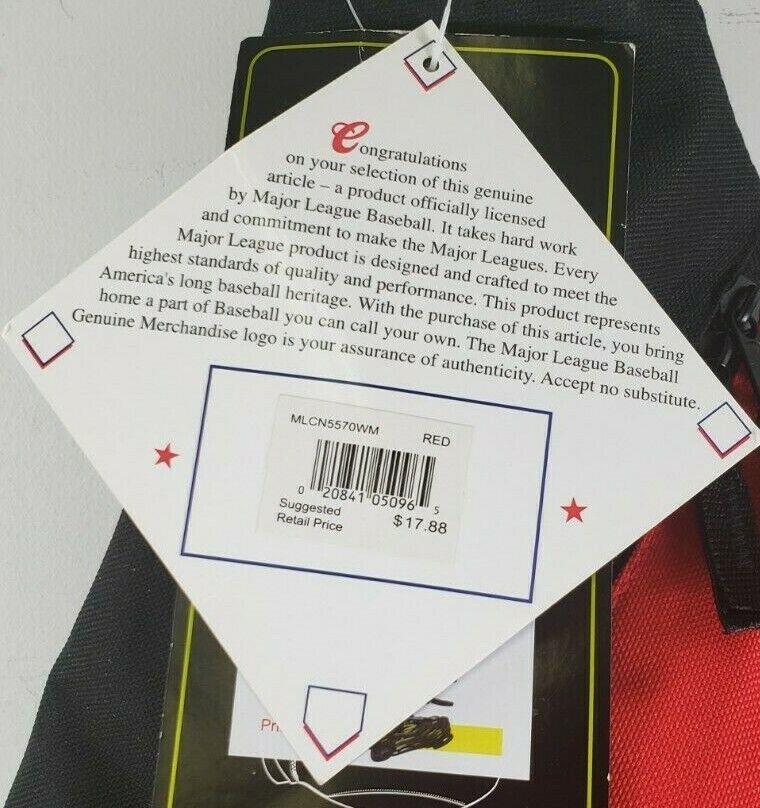 Congratulations
on your selection of this genuine
article – a product officially licensed
by Major League Baseball. It takes hard work
and commitment to make the Major Leagues. Every
Major League product is designed and crafted to meet the
highest standards of quality and performance. This product represents
America's long baseball heritage. With the purchase of this article, you bring
home a part of Baseball you can call your own. The Major League Baseball
Genuine Merchandise logo is your assurance of authenticity. Accept no substitute.
MLCN5570WM RED
0 20841 05096 5
Suggested
Retail Price $17.88